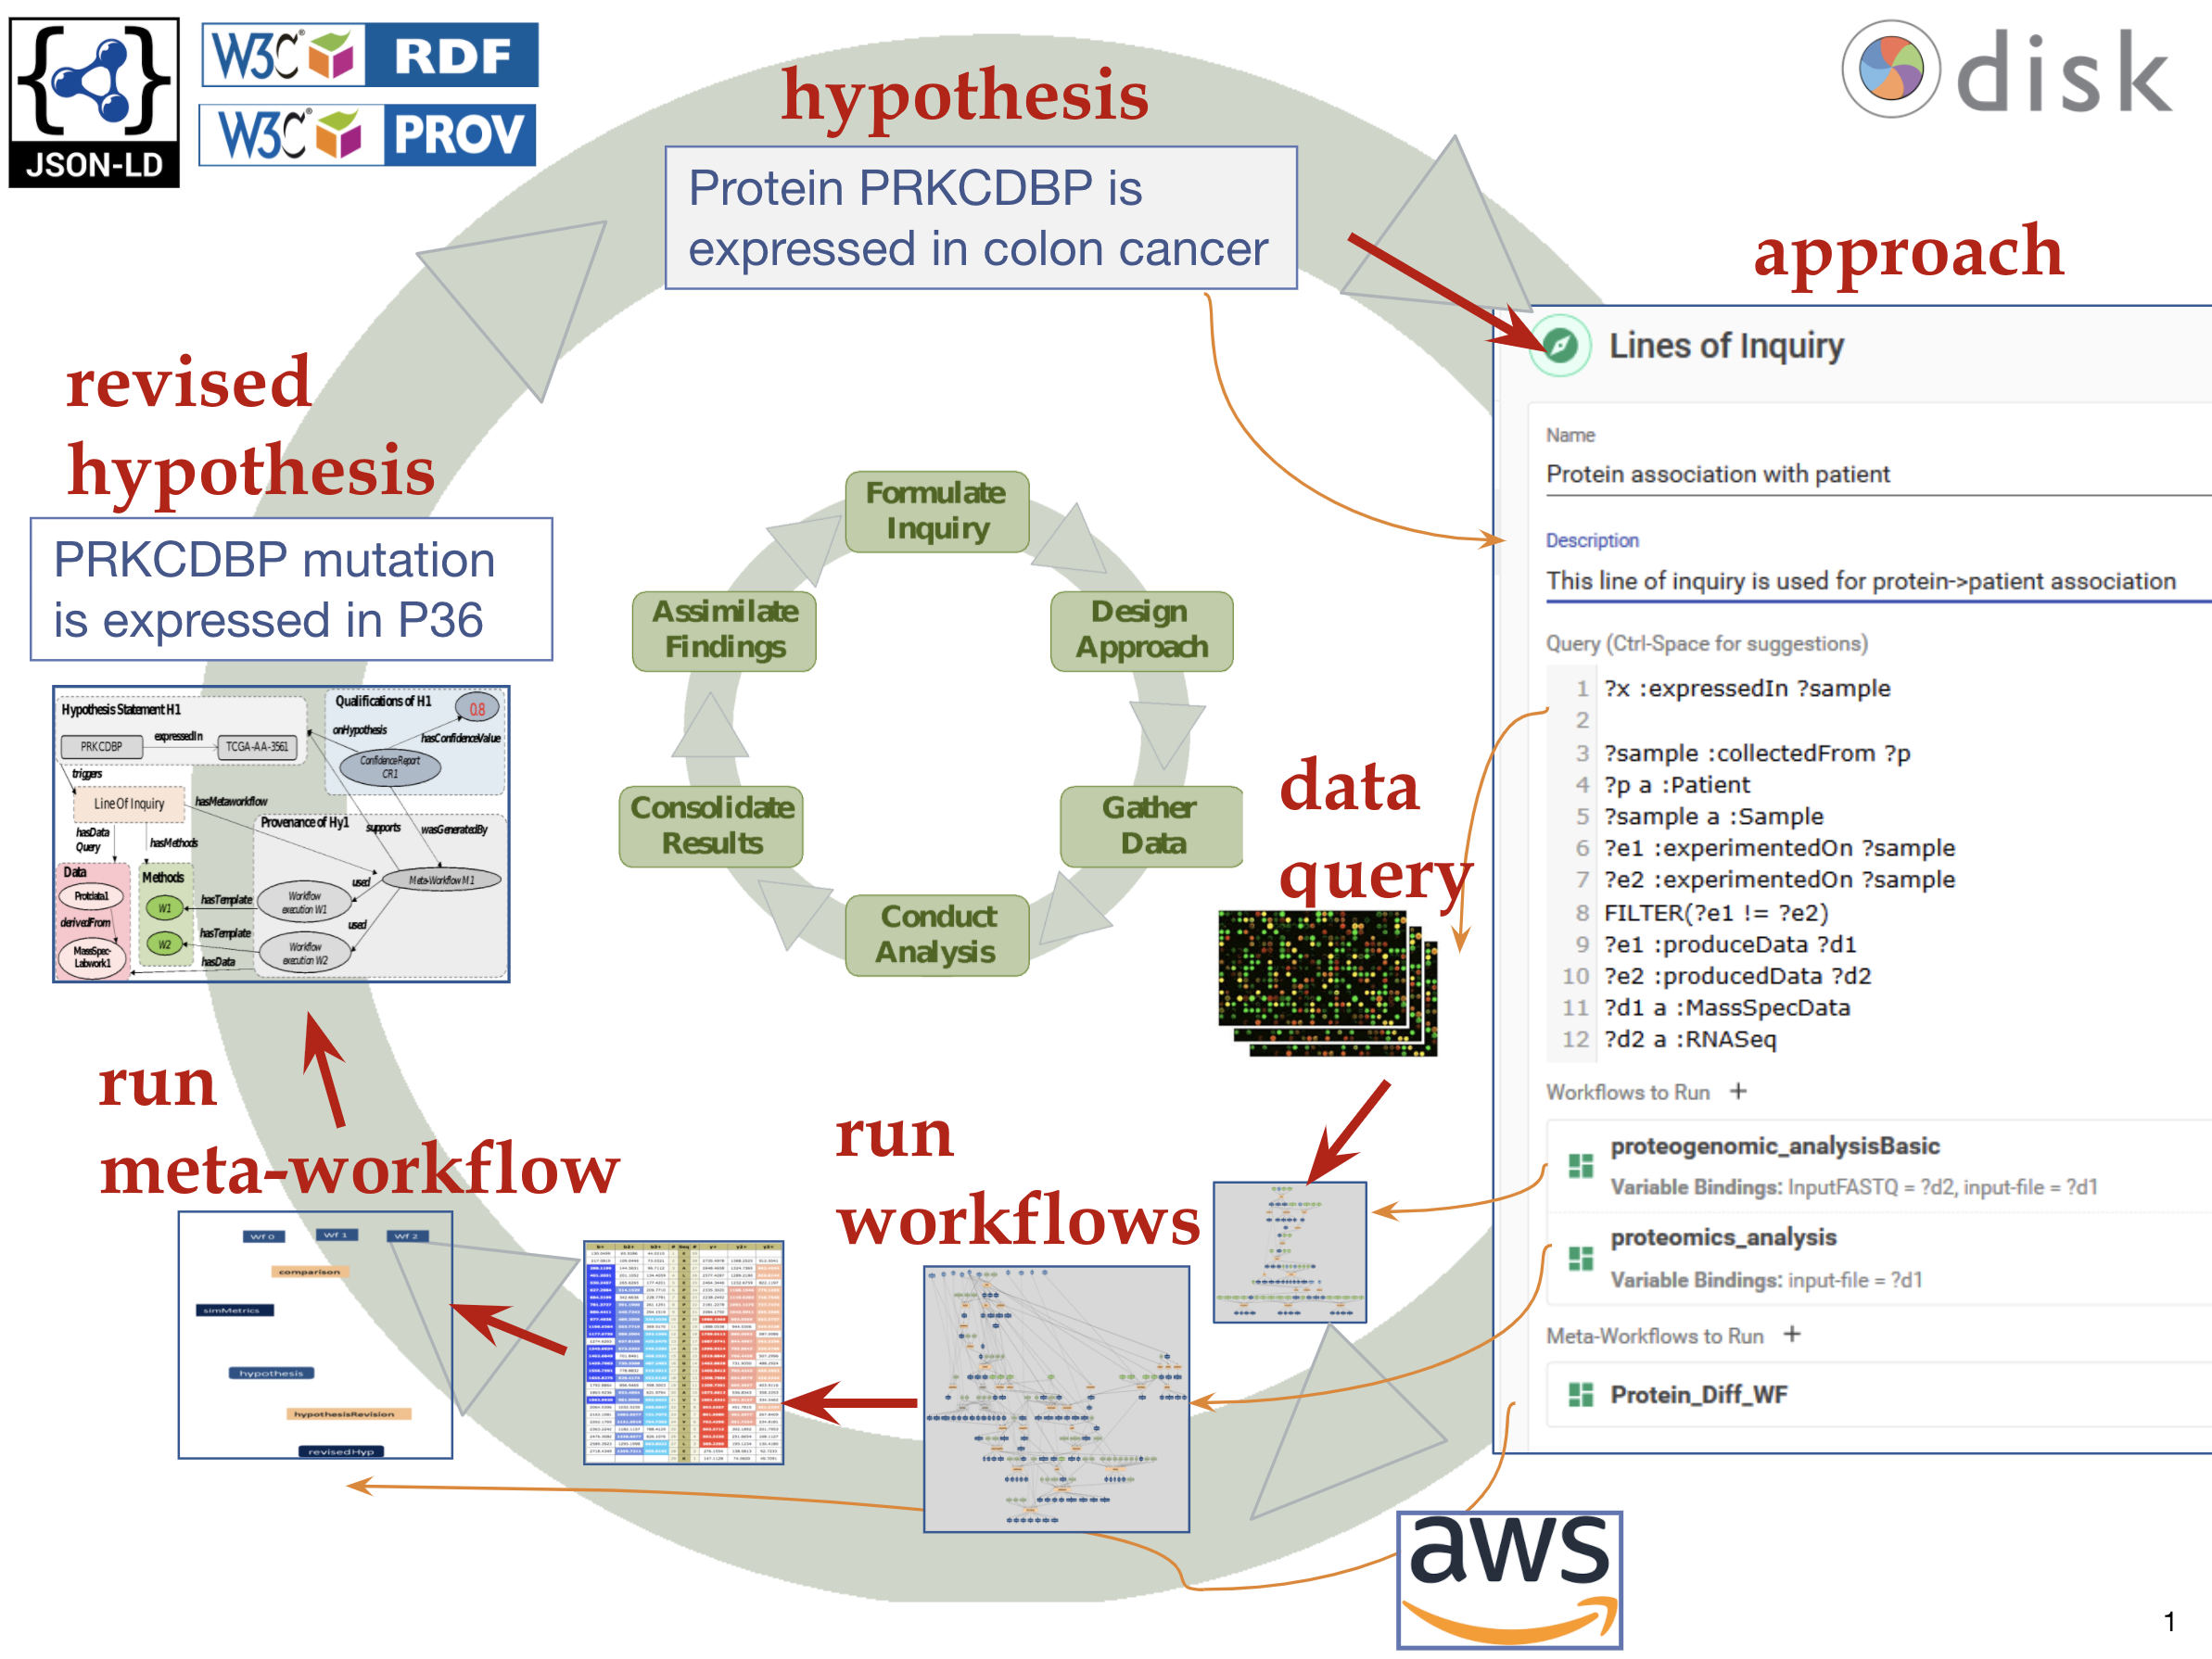 JSON-LD
W3C RDF
W3C PROV
disk
hypothesis
Protein PRKCDBP is
expressed in colon cancer
approach
Lines of Inquiry
Name
Protein association with patient
Description
This line of inquiry is used for protein->patient association
Query (Ctrl-Space for suggestions)
1 ?x :expressedIn ?sample
2
3 ?sample :collectedFrom ?p
4 ?p a :Patient
5 ?sample a :Sample
6 ?e1 :experimentedOn ?sample
7 ?e2 :experimentedOn ?sample
8 FILTER(?e1 != ?e2)
9 ?e1 :produceData ?d1
10 ?e2 :producedData ?d2
11 ?d1 a :MassSpecData
12 ?d2 a :RNASeq
Workflows to Run +
proteogenomic_analysisBasic
Variable Bindings: InputFASTQ = ?d2, input-file = ?d1
proteomics_analysis
Variable Bindings: input-file = ?d1
Meta-Workflows to Run +
Protein_Diff_WF
Formulate
Inquiry
Design
Approach
Gather
Data
Conduct
Analysis
Consolidate
Results
Assimilate
Findings
data
query
run
workflows
run
meta-workflow
Wf 0
Wf 1
Wf 2
comparison
simMetrics
hypothesis
hypothesisRevision
revisedHyp
revised
hypothesis
PRKCDBP mutation
is expressed in P36
Hypothesis Statement H1
PRKCDBP
expressedIn
TCGA-AA-3561
Qualifications of H1
0.8
onHypothesis
hasConfidenceValue
Confidence Report
CR1
triggers
Line Of Inquiry
hasMetaworkflow
hasData
Query
hasMethods
Provenance of Hy1
supports
wasGeneratedBy
Meta-Workflow M1
Data
Protdata1
derivedFrom
MassSpec-
Labwork1
Methods
W1
W2
hasTemplate
hasTemplate
hasData
Workflow
execution W1
Workflow
execution W2
used
used
aws
1